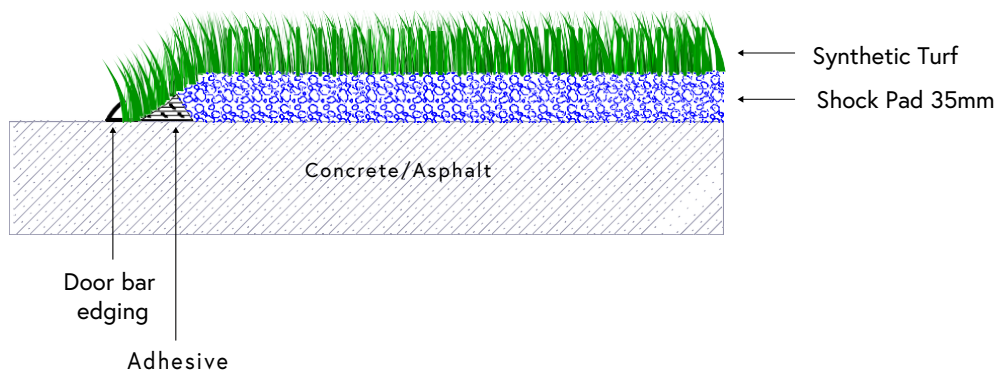 Synthetic Turf
Shock Pad 35mm
Concrete/Asphalt
Door bar
edging
Adhesive